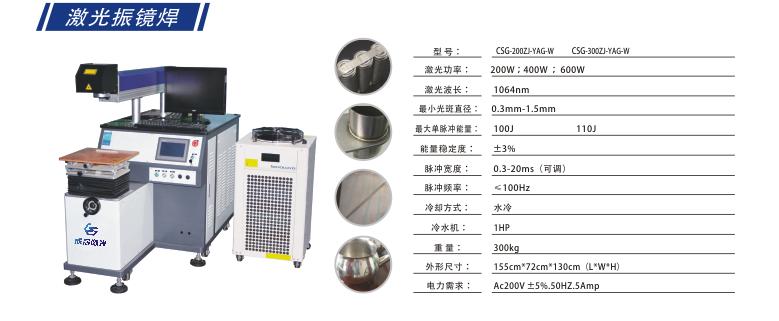 激光振镜焊
型 号： CSG-200ZJ-YAG-W CSG-300ZJ-YAG-W
激光功率： 200W；400W ；600W
激光波长： 1064nm
最小光斑直径： 0.3mm-1.5mm
最大单脉冲能量： 100J 110J
能量稳定度： ±3%
脉冲宽度： 0.3-20ms（可调）
脉冲频率： ≤100Hz
冷却方式： 水冷
冷水机： 1HP
重 量： 300kg
外形尺寸： 155cm*72cm*130cm（L*W*H）
电力需求： Ac200V ±5%.50HZ.5Amp